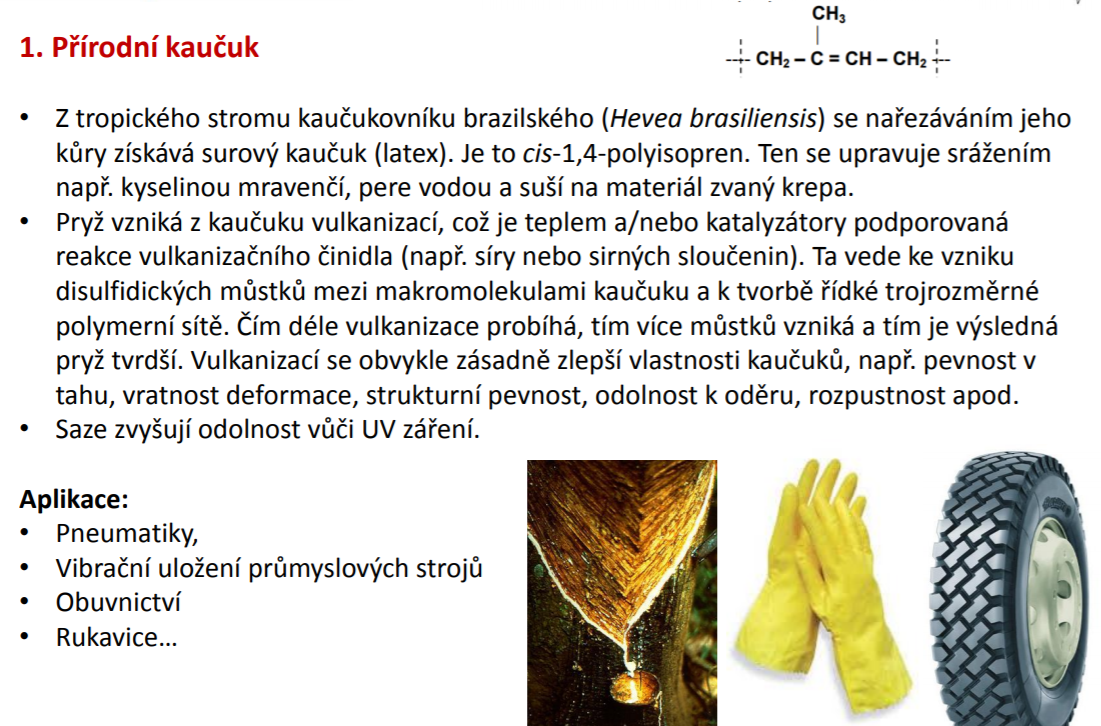 1. Přírodní kaučuk
CH₃
CH₂ – C = CH – CH₂
• Z tropického stromu kaučukovníku brazilského (Hevea brasiliensis) se nařezáváním jeho
kůry získává surový kaučuk (latex). Je to cis-1,4-polyisopren. Ten se upravuje srážením
např. kyselinou mravenčí, pere vodou a suší na materiál zvaný krepa.
• Pryž vzniká z kaučuku vulkanizací, což je teplem a/nebo katalyzátory podporovaná
reakce vulkanizačního činidla (např. síry nebo sirných sloučenin). Ta vede ke vzniku
disulfidických můstků mezi makromolekulami kaučuku a k tvorbě řídké trojrozměrné
polymerní sítě. Čím déle vulkanizace probíhá, tím více můstků vzniká a tím je výsledná
pryž tvrdší. Vulkanizací se obvykle zásadně zlepší vlastnosti kaučuků, např. pevnost v
tahu, vratnost deformace, strukturní pevnost, odolnost k oděru, rozpustnost apod.
• Saze zvyšují odolnost vůči UV záření.
Aplikace:
• Pneumatiky,
• Vibrační uložení průmyslových strojů
• Obuvnictví
• Rukavice…